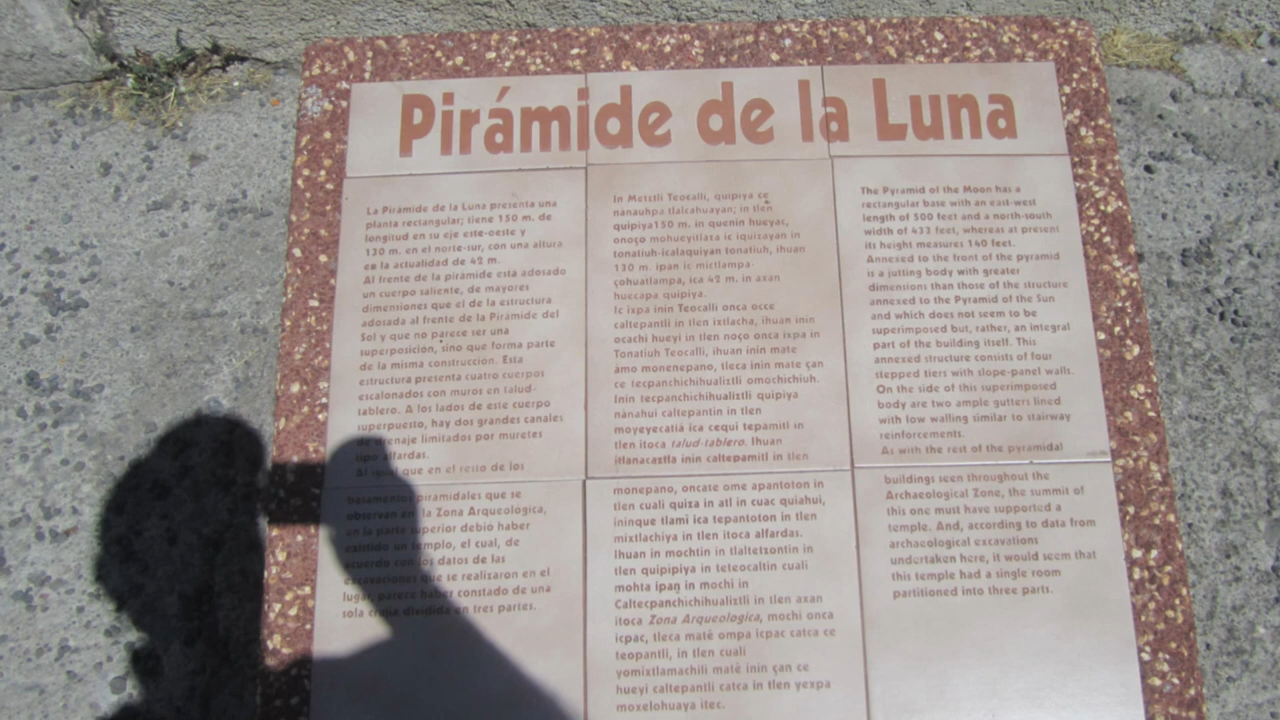 Pirámide de la Luna
La Pirámide de la Luna presenta una
planta rectangular; tiene 150 m. de
longitud en su eje este-oeste y
130 m. en el norte-sur, con una altura
en la actualidad de 42 m.
Al frente de la pirámide está adosado
un cuerpo saliente, de mayores
dimensiones que el de la estructura
adosada al frente de la Pirámide del
Sol y que no parece ser una
superposición, sino que forma parte
de la misma construcción. Esta
estructura presenta cuatro cuerpos
escalonados con muros en talud-
tablero. A los lados de este cuerpo
superpuesto, hay dos grandes canales
de drenaje limitados por muretes
tipo alfardas.
Al igual que en el resto de los
basamentos piramidales que se
observan en la Zona Arqueológica,
en la parte superior debió haber
existido un templo, el cual, de
acuerdo con los datos de las
excavaciones que se realizaron en el
lugar, parece haber constado de una
sola crujía dividida en tres partes.
In Metstli Teocalli, quipiya ce
nanauhpa tlalcahuayan; in tlen
quipiya150 m. in quenin hueyac,
onoço mohueyitlara ic iquizayan in
tonatiuh-icalaquiyan tonatiuh, ihuan
130 m. ipan ic mictlampa-
çohuatlampa, ica 42 m. in axan
huecapa quipiya.
Ic ixpa inin Teocalli onca occe
caltepantli in tlen ixtlacha, ihuan inin
ocachi hueyi in tlen noço onca ixpa in
Tonatiuh Teocalli, ihuan inin mate
àmo monenepano, tleca inin mate çan
ce tecpanchichihualiztli omochichiuh.
Inin tecpanchichihualiztli quipiya
nànahui caltepantin in tlen
moyeyecatià ica cequi tepamitl in
tlen itoca talud-tablero. Ihuan
itlanacaztla inin caltepamitl in tlen
monepano, oncate ome apantoton in
tlen cuali quiza in atl in cuac quiahui,
ininque tlami ica tepantoton in tlen
mixtlachiya in tlen itoca alfardas.
Ihuan in mochtin in tlaltetzontin in
tlen quipipiya in teteocaltin cuali
mohta ipan in mochi in
Caltecpanchichihualiztli in tlen axan
itoca Zona Arqueologica, mochi onca
icpac, tleca maté ompa icpac catca ce
teopantli, in tlen cuali
yomixtlamachili maté inin çan ce
hueyi caltepantli catca in tlen yexpa
moxelohuaya itec.
The Pyramid of the Moon has a
rectangular base with an east-west
length of 500 feet and a north-south
width of 433 feet, whereas at present
its height measures 140 feet.
Annexed to the front of the pyramid
is a jutting body with greater
dimensions than those of the structure
annexed to the Pyramid of the Sun
and which does not seem to be
superimposed but, rather, an integral
part of the building itself. This
annexed structure consists of four
stepped tiers with slope-panel walls.
On the side of this superimposed
body are two ample gutters lined
with low walling similar to stairway
reinforcements.
As with the rest of the pyramidal
buildings seen throughout the
Archaeological Zone, the summit of
this one must have supported a
temple. And, according to data from
archaeological excavations
undertaken here, it would seem that
this temple had a single room
partitioned into three parts.